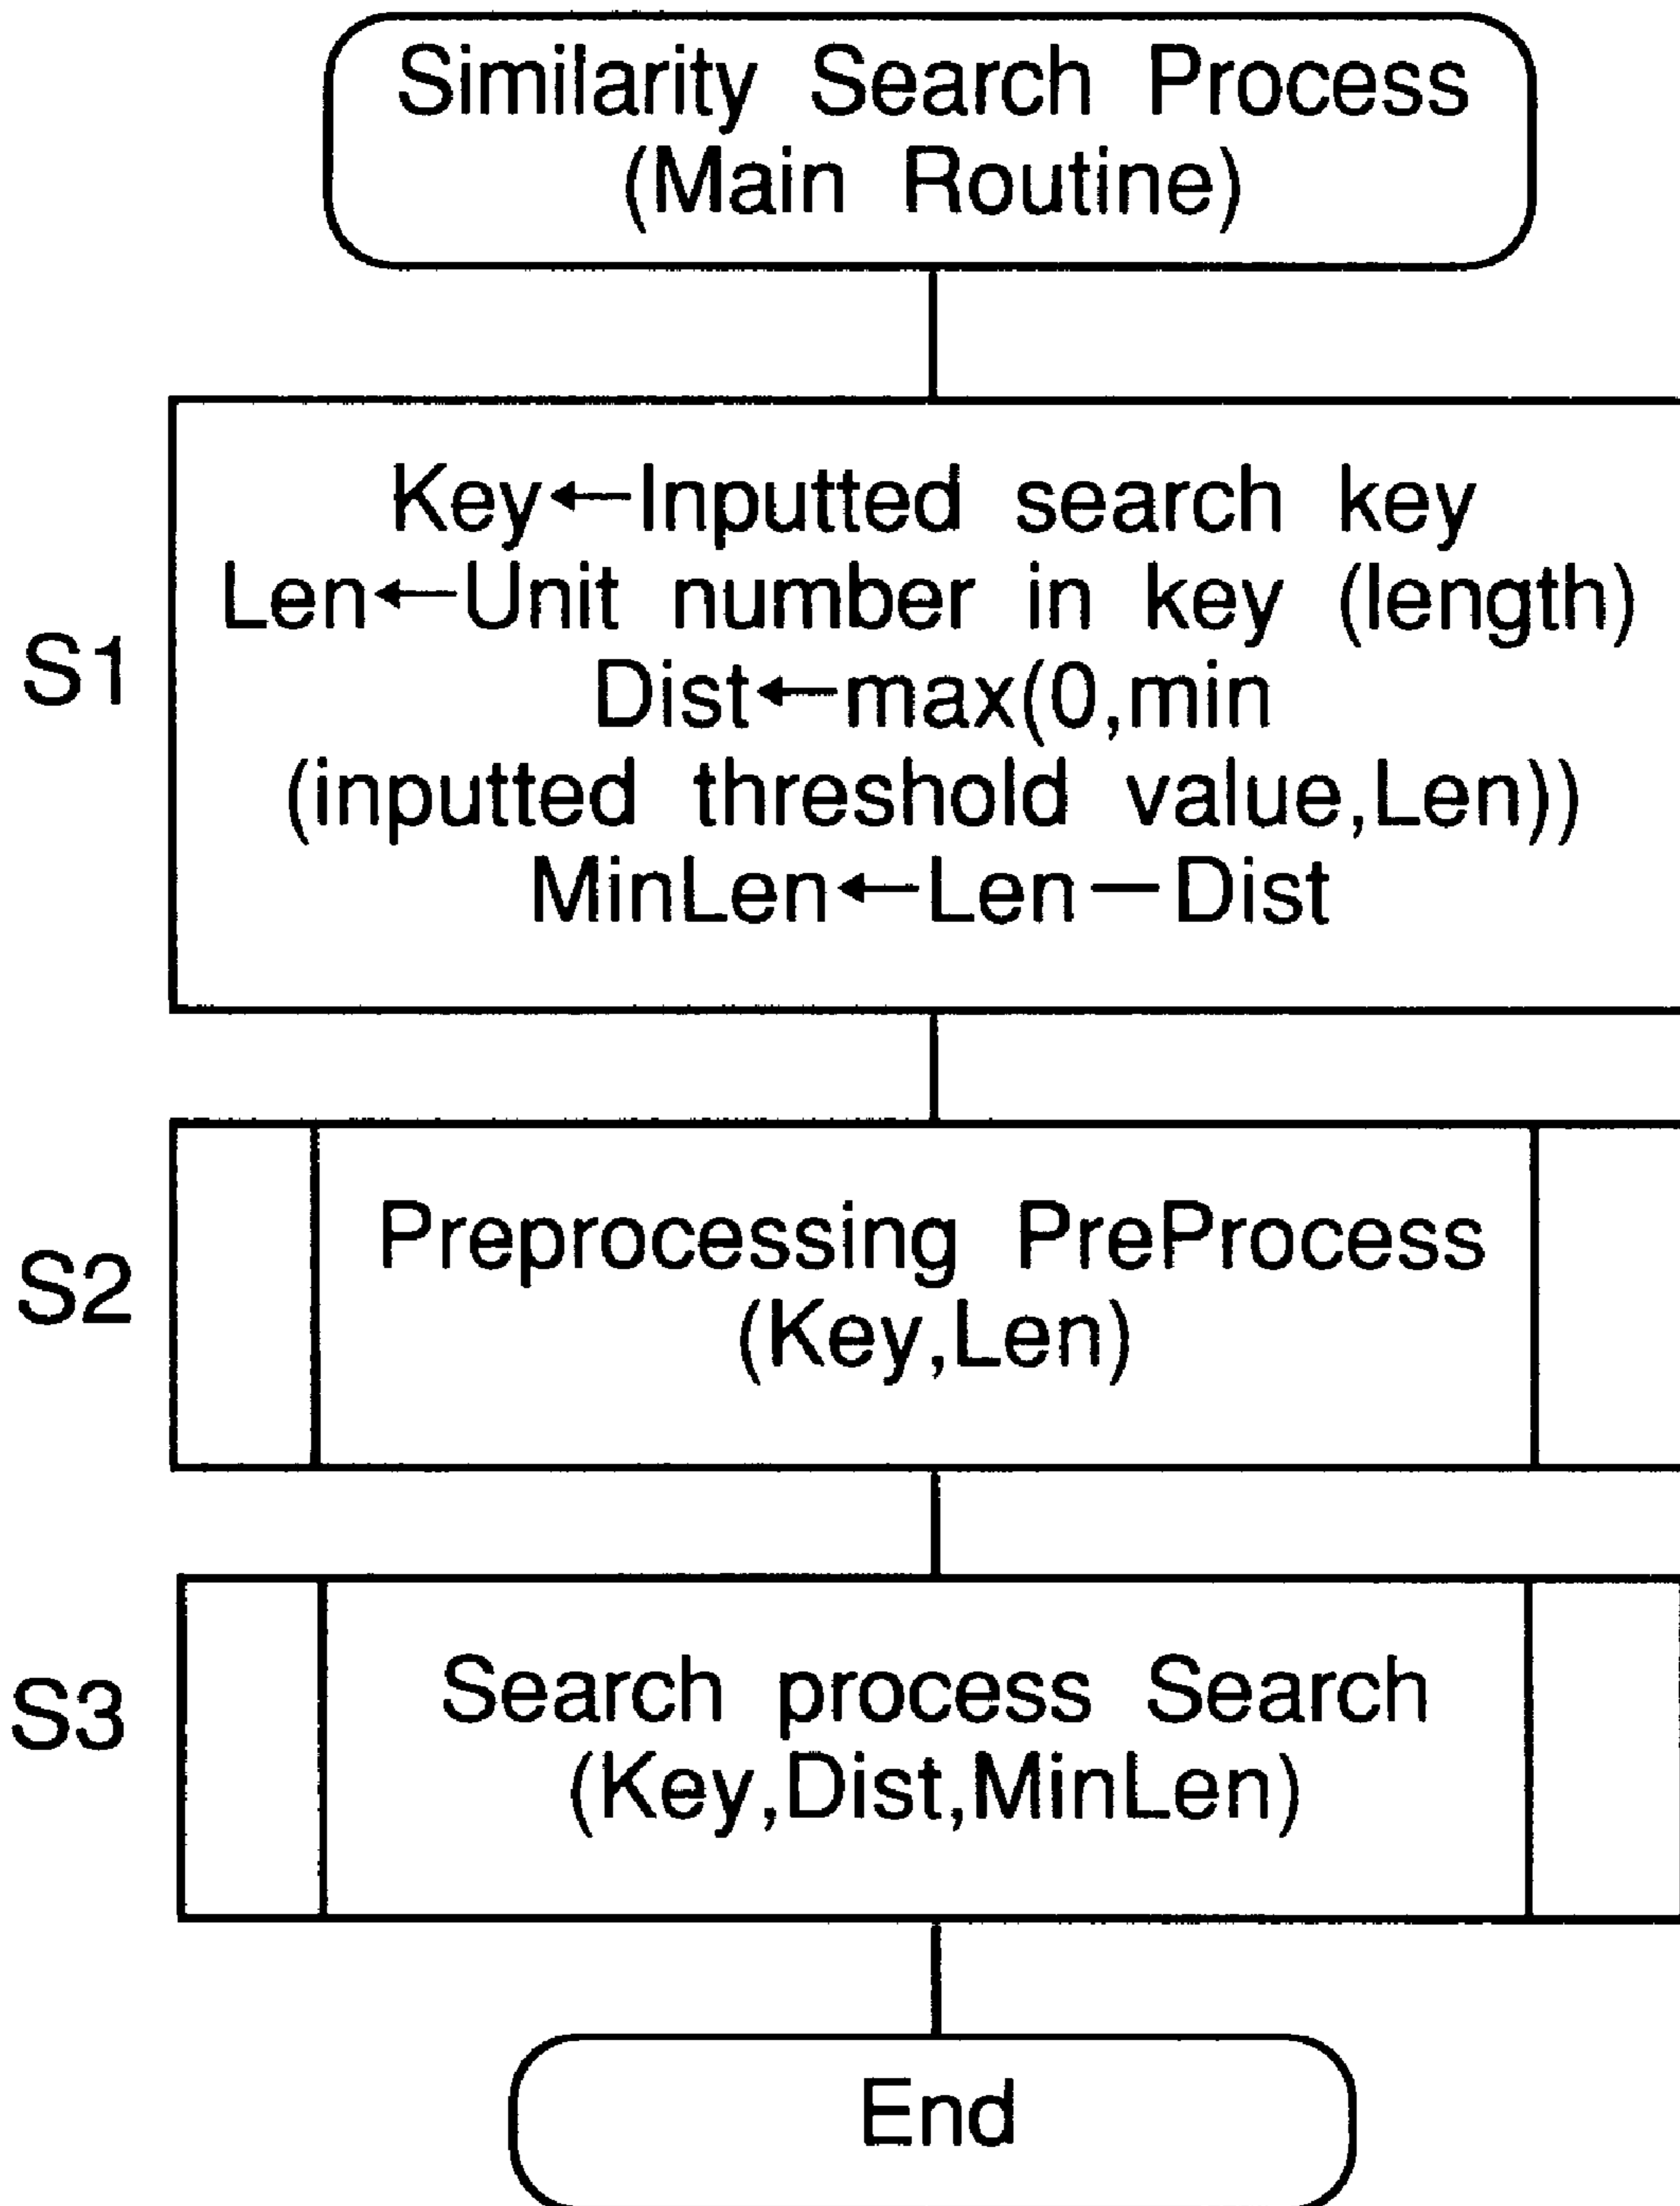 Similarity Search Process
(Main Routine)
Key←Inputted search key
Len←Unit number in key (length)
S1
Dist←max(0,min
(inputted threshold value,Len))
MinLen←Len—Dist
Preprocessing PreProcess
S2
(Key,Len)
Search process Search
S3
(Key,Dist,MinLen)
End